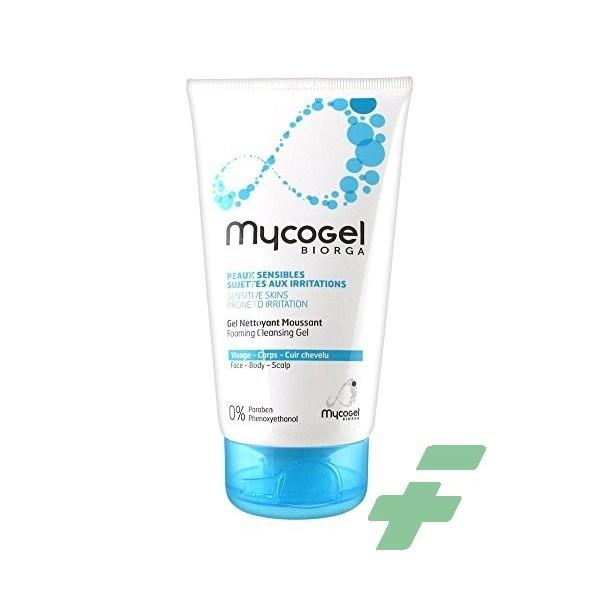 Mycogel
BIORGA
PEAUX SENSIBLES
SUJETTES AUX IRRITATIONS
SENSITIVE SKINS
PRONE TO IRRITATION
Gel Nettoyant Moussant
Foaming Cleansing Gel
Visage - Corps - Cuir chevelu
Face - Body - Scalp
0% Paraben
Phenoxyethanol
mycogel
BIORGA